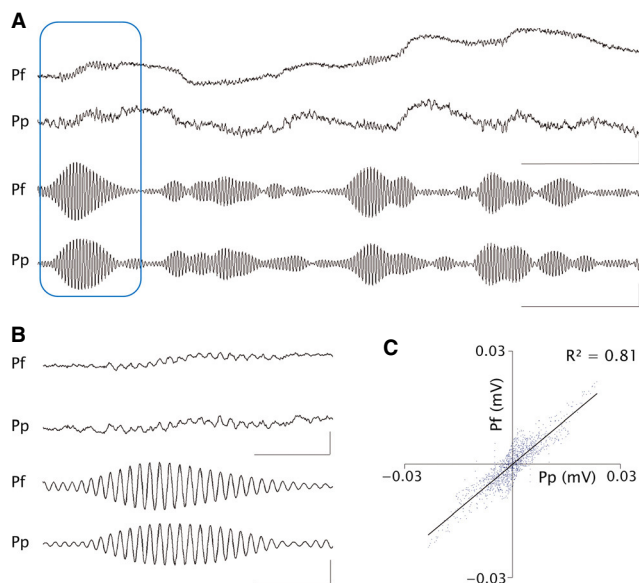 A
Pf
Pp
Pf
Pp
B
Pf
Pp
Pf
Pp
C
0.03
R² = 0.81
Pf (mV)
−0.03
Pp (mV)
0.03
−0.03